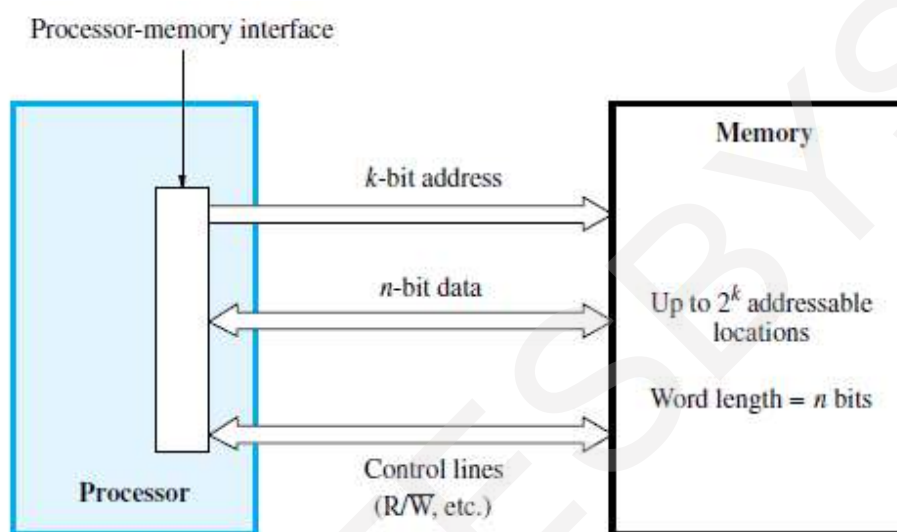 Processor-memory interface
Memory
k-bit address
n-bit data
Up to 2^k addressable
locations
Word length = n bits
Control lines
(R/W̅, etc.)
Processor